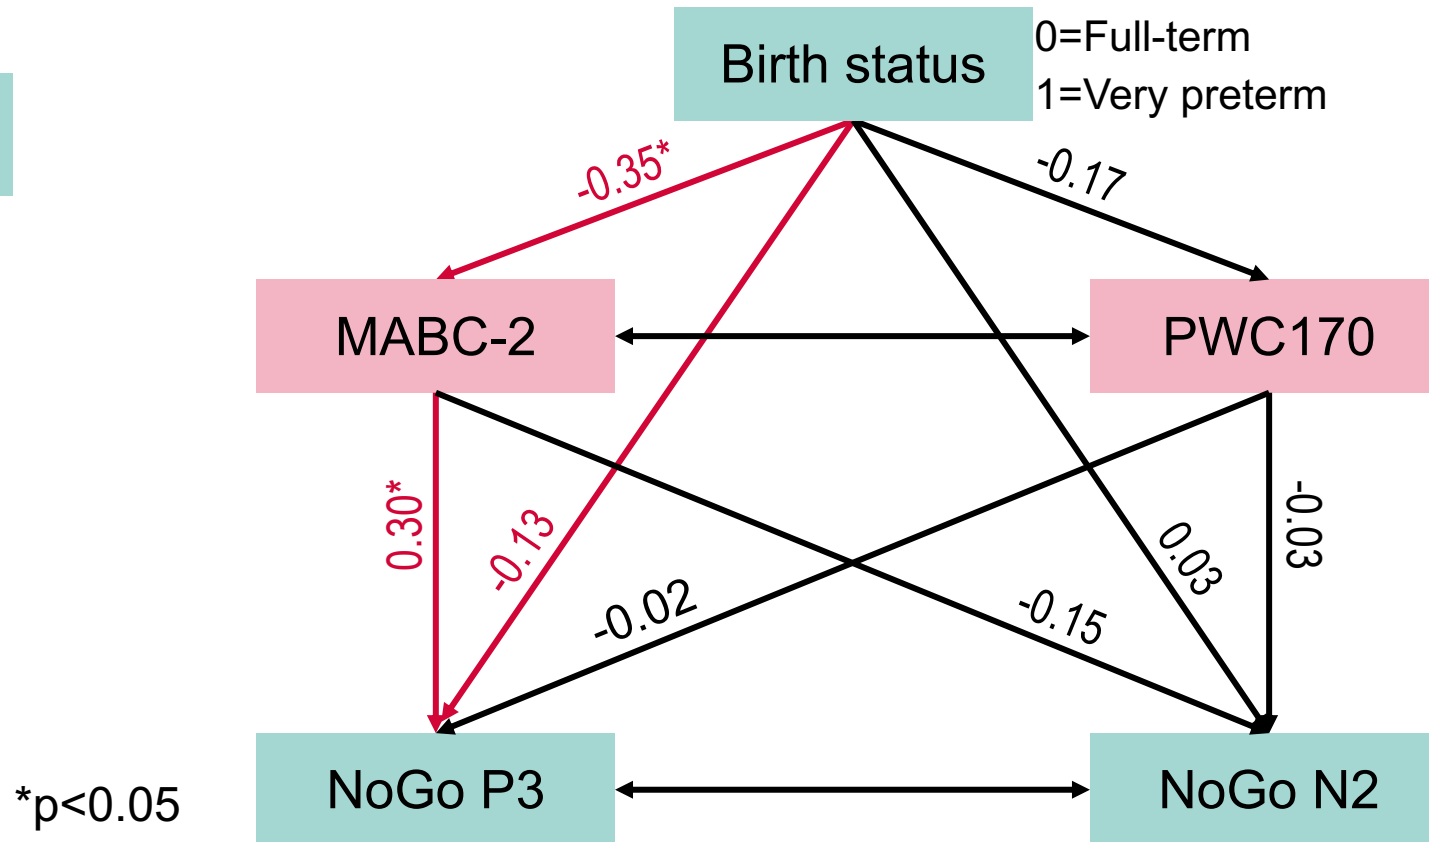 Birth status
0=Full-term
1=Very preterm
-0.35*
-0.17
MABC-2
PWC170
0.30*
-0.13
-0.02
-0.15
0.03
-0.03
NoGo P3
NoGo N2
*p<0.05